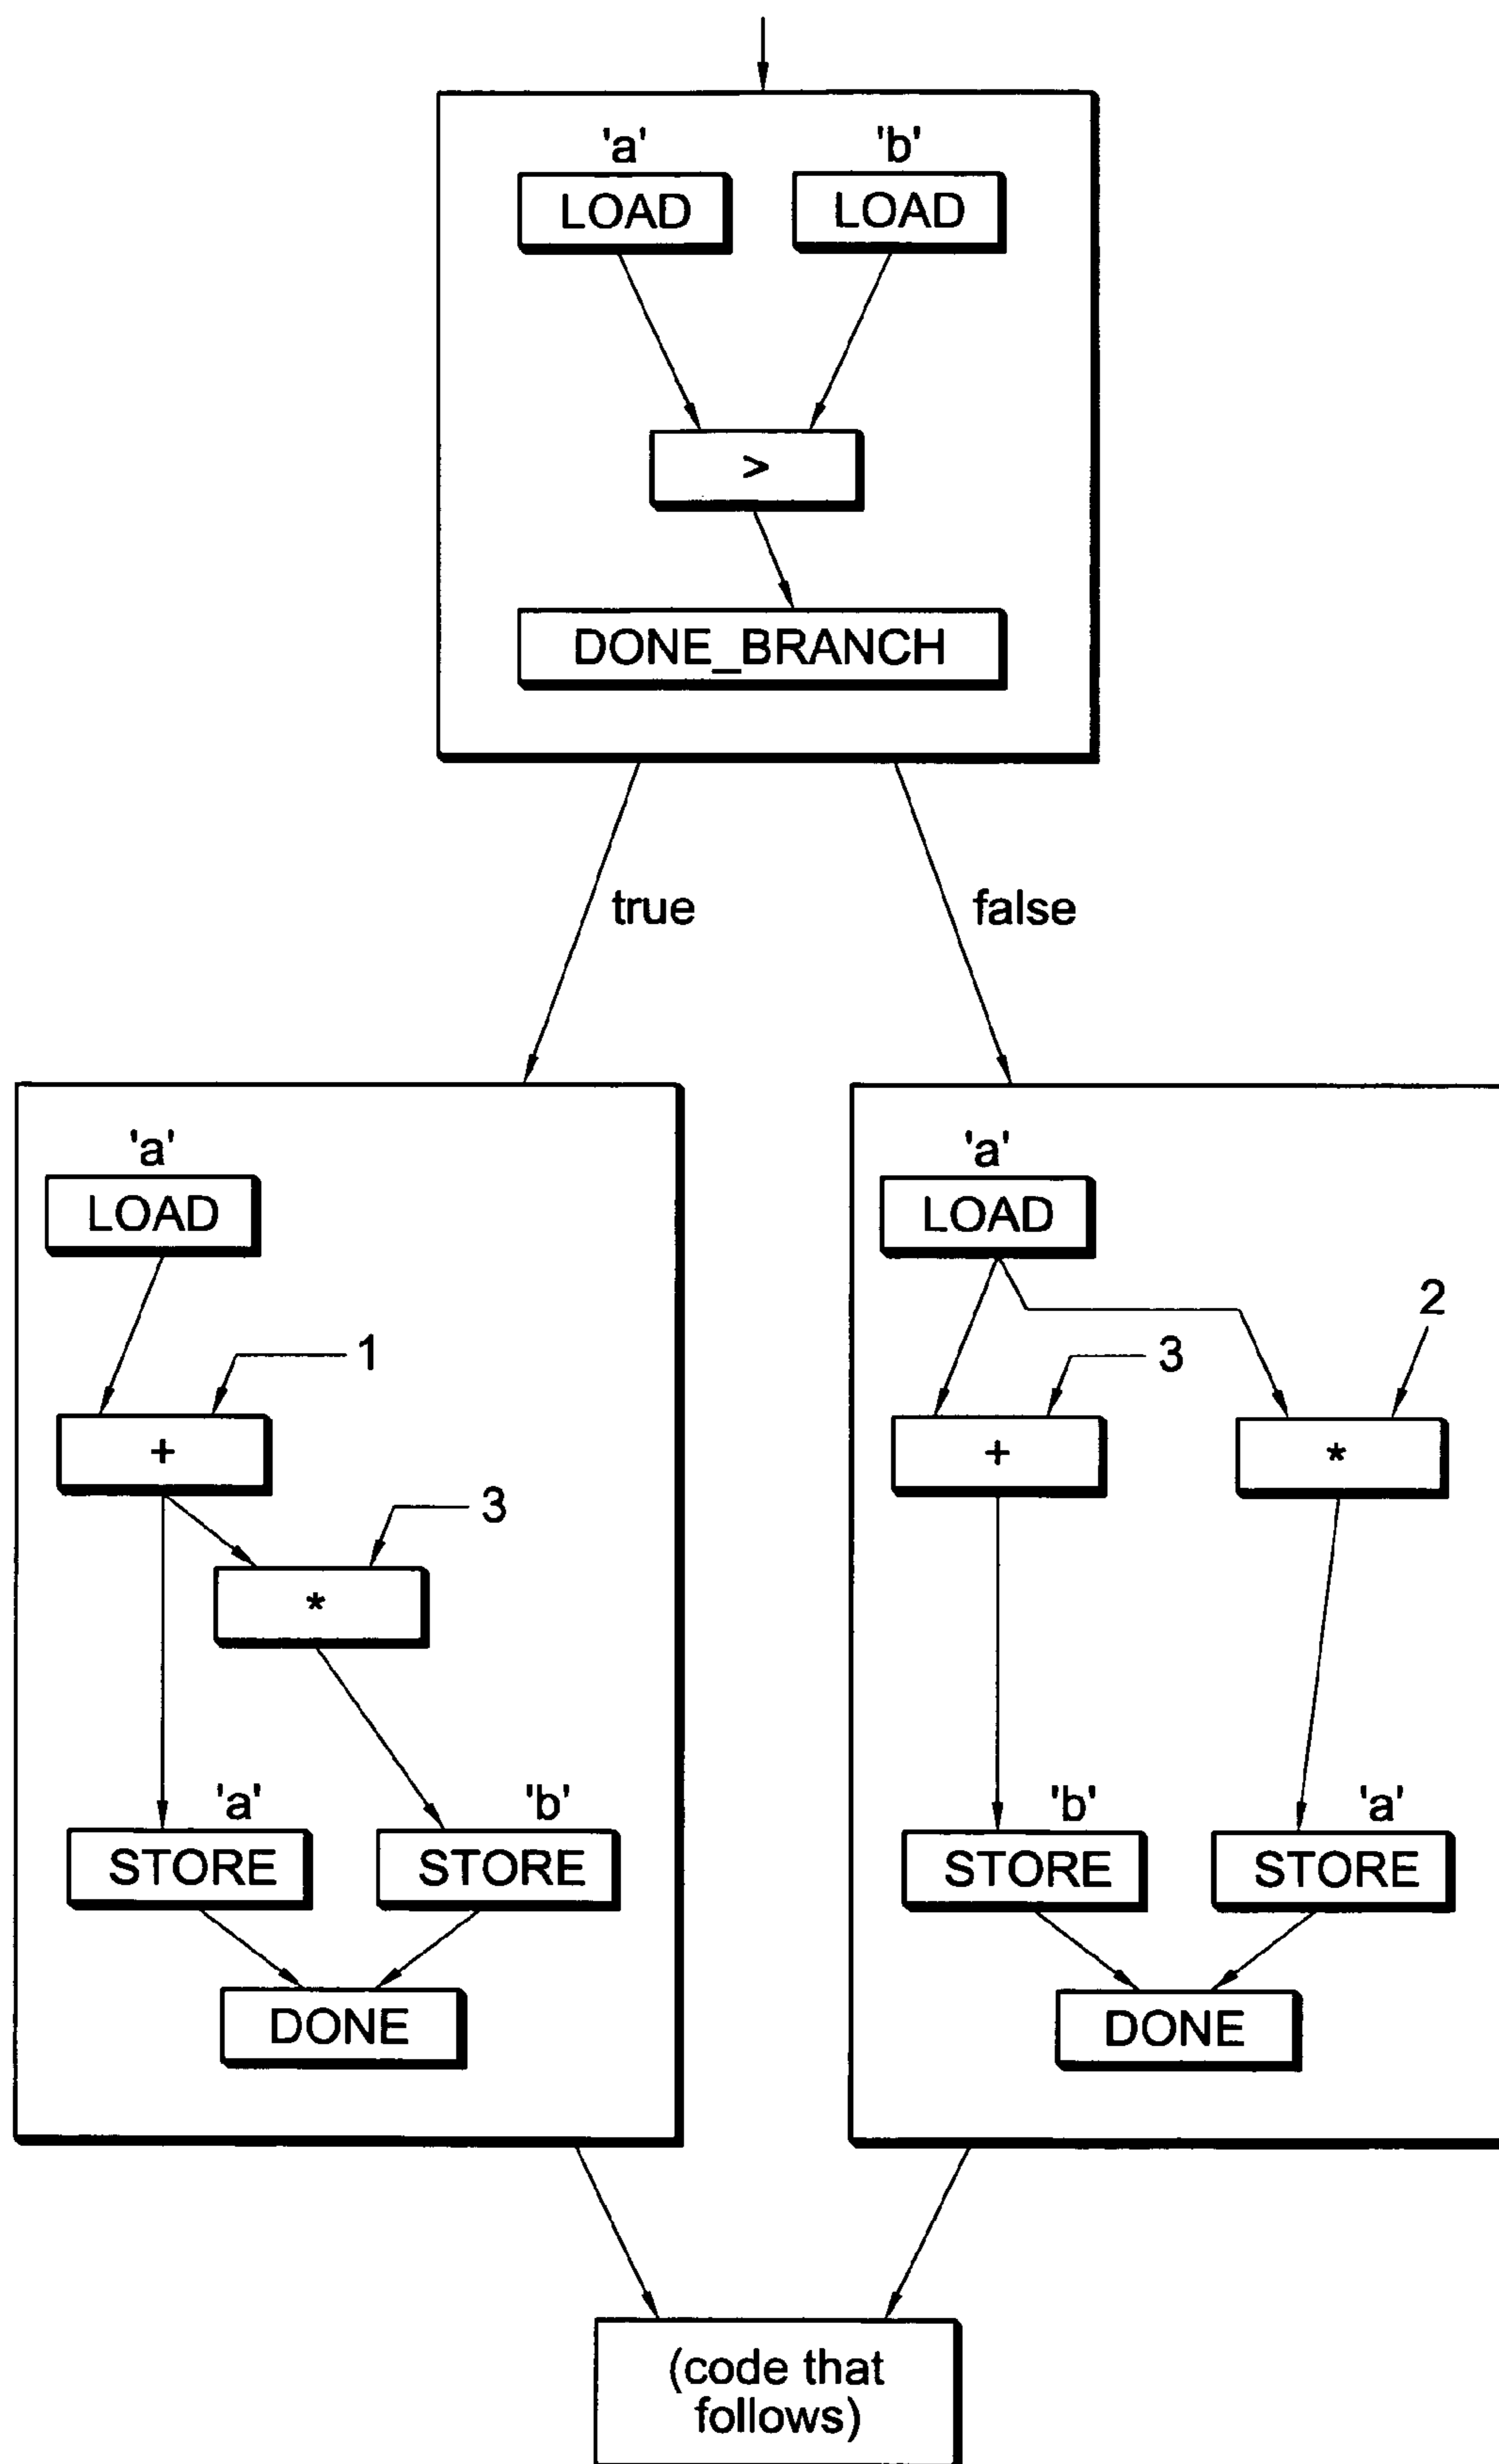 'a' 'b'
LOAD LOAD
>
DONE_BRANCH
true false
'a'
LOAD
1
+
3
*
'a' 'b'
STORE STORE
DONE
'a'
LOAD
2
3
+ *
'b' 'a'
STORE STORE
DONE
(code that
follows)